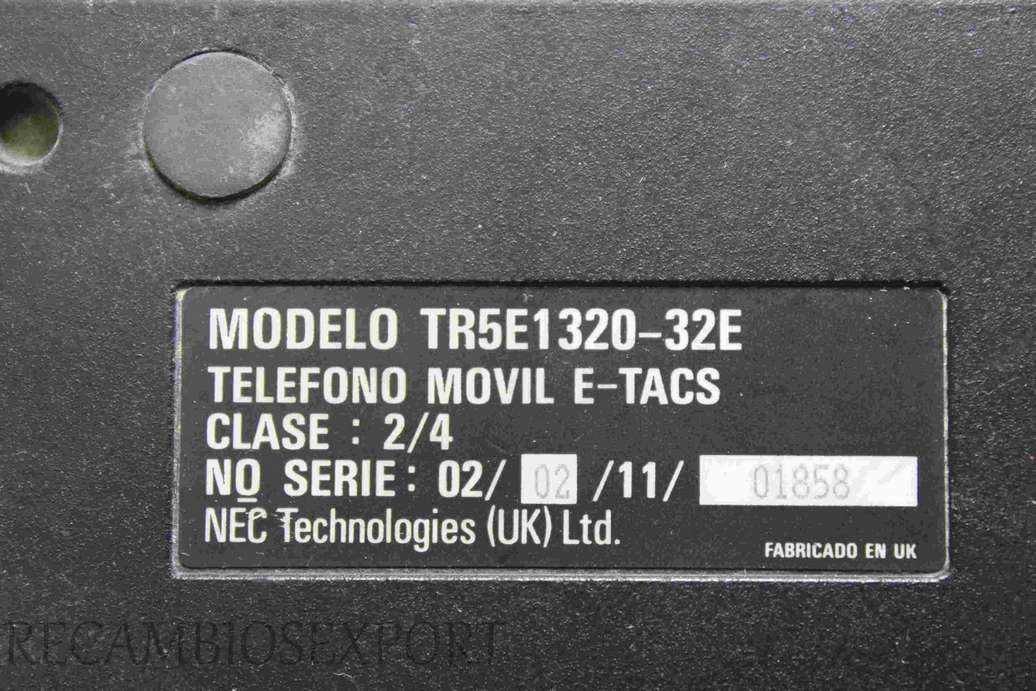 MODELO TR5E1320-32E
TELEFONO MOVIL E-TACS
CLASE : 2/4
NO SERIE: 02/ 02 /11/ 01858
NEC Technologies (UK) Ltd.
FABRICADO EN UK
RECAMBIOSEXPORT